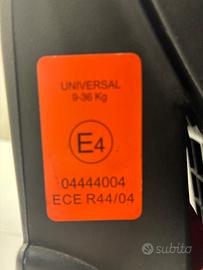 UNIVERSAL
9-36 Kg
E4
04444004
ECE R44/04
subito